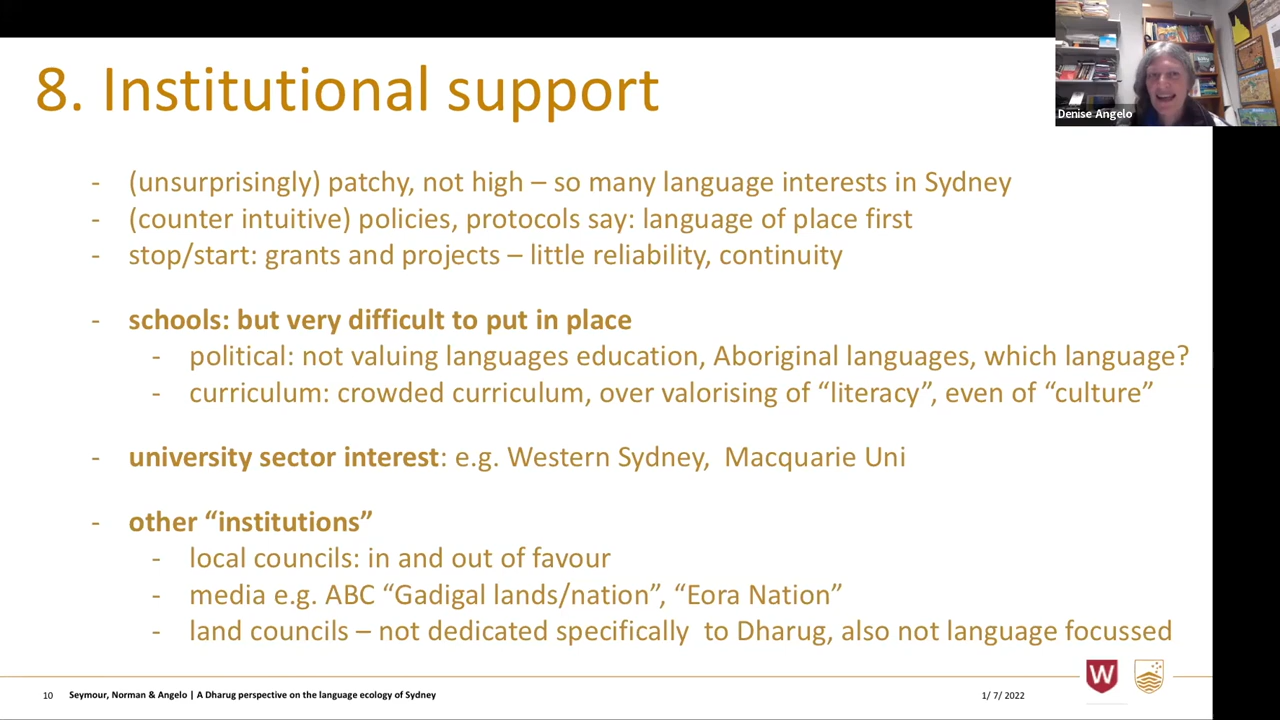 8. Institutional support
Denise Angelo
- (unsurprisingly) patchy, not high – so many language interests in Sydney
- (counter intuitive) policies, protocols say: language of place first
- stop/start: grants and projects – little reliability, continuity
- schools: but very difficult to put in place
- political: not valuing languages education, Aboriginal languages, which language?
- curriculum: crowded curriculum, over valorising of “literacy”, even of “culture”
- university sector interest: e.g. Western Sydney, Macquarie Uni
- other “institutions”
- local councils: in and out of favour
- media e.g. ABC “Gadigal lands/nation”, “Eora Nation”
- land councils – not dedicated specifically to Dharug, also not language focussed
10 Seymour, Norman & Angelo | A Dharug perspective on the language ecology of Sydney 1/ 7/ 2022
W